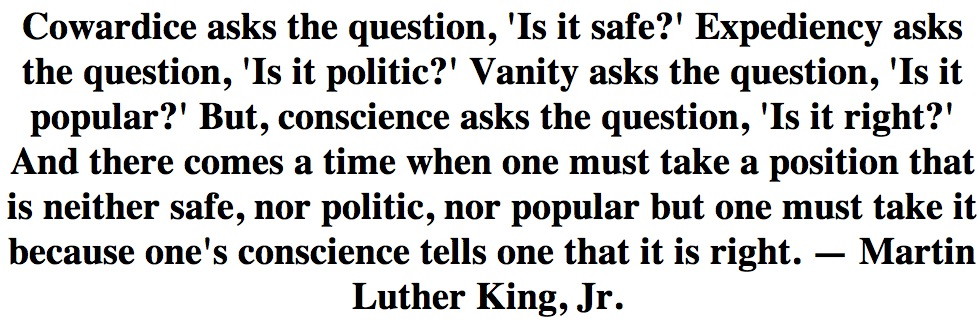 Cowardice asks the question, 'Is it safe?' Expediency asks
the question, 'Is it politic?' Vanity asks the question, 'Is it
popular?' But, conscience asks the question, 'Is it right?'
And there comes a time when one must take a position that
is neither safe, nor politic, nor popular but one must take it
because one's conscience tells one that it is right. — Martin
Luther King, Jr.